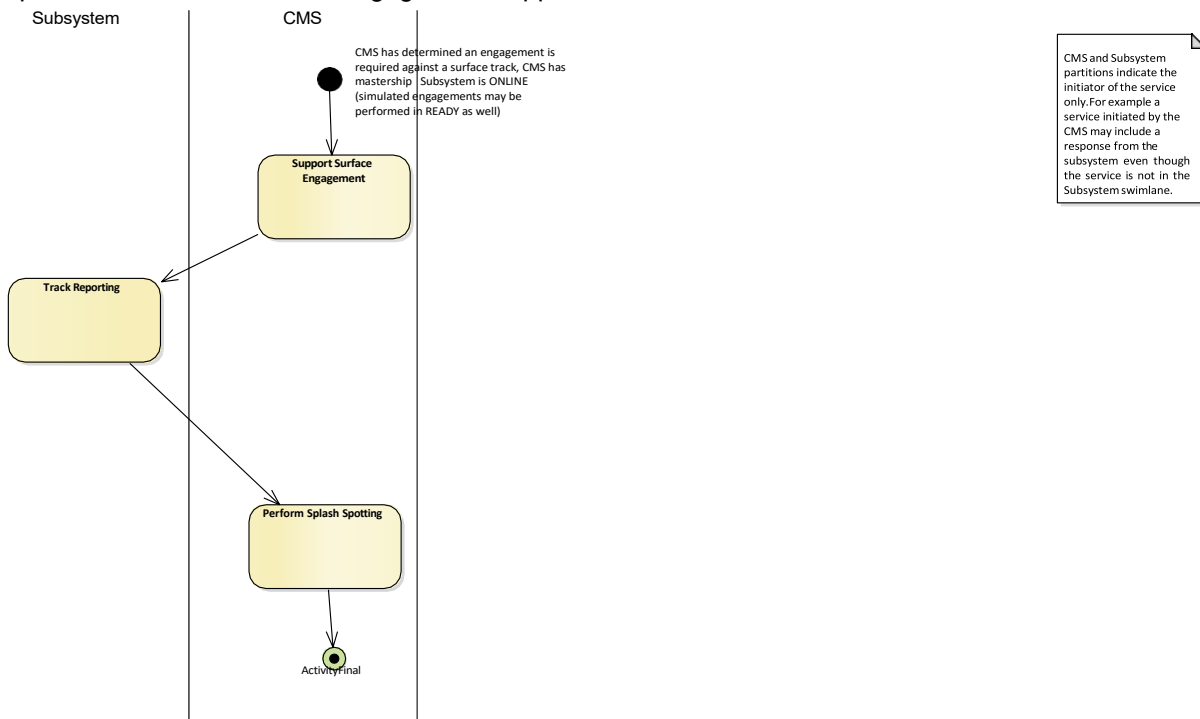 Subsystem
CMS
CMS has determined an engagement is
required against a surface track, CMS has
mastership Subsystem is ONLINE
(simulated engagements may be
performed in READY as well)
Support Surface
Engagement
Track Reporting
Perform Splash Spotting
ActivityFinal
CMS and Subsystem
partitions indicate the
initiator of the service
only.For example a
service initiated by the
CMS may include a
response from the
subsystem even though
the service is not in the
Subsystem swimlane.